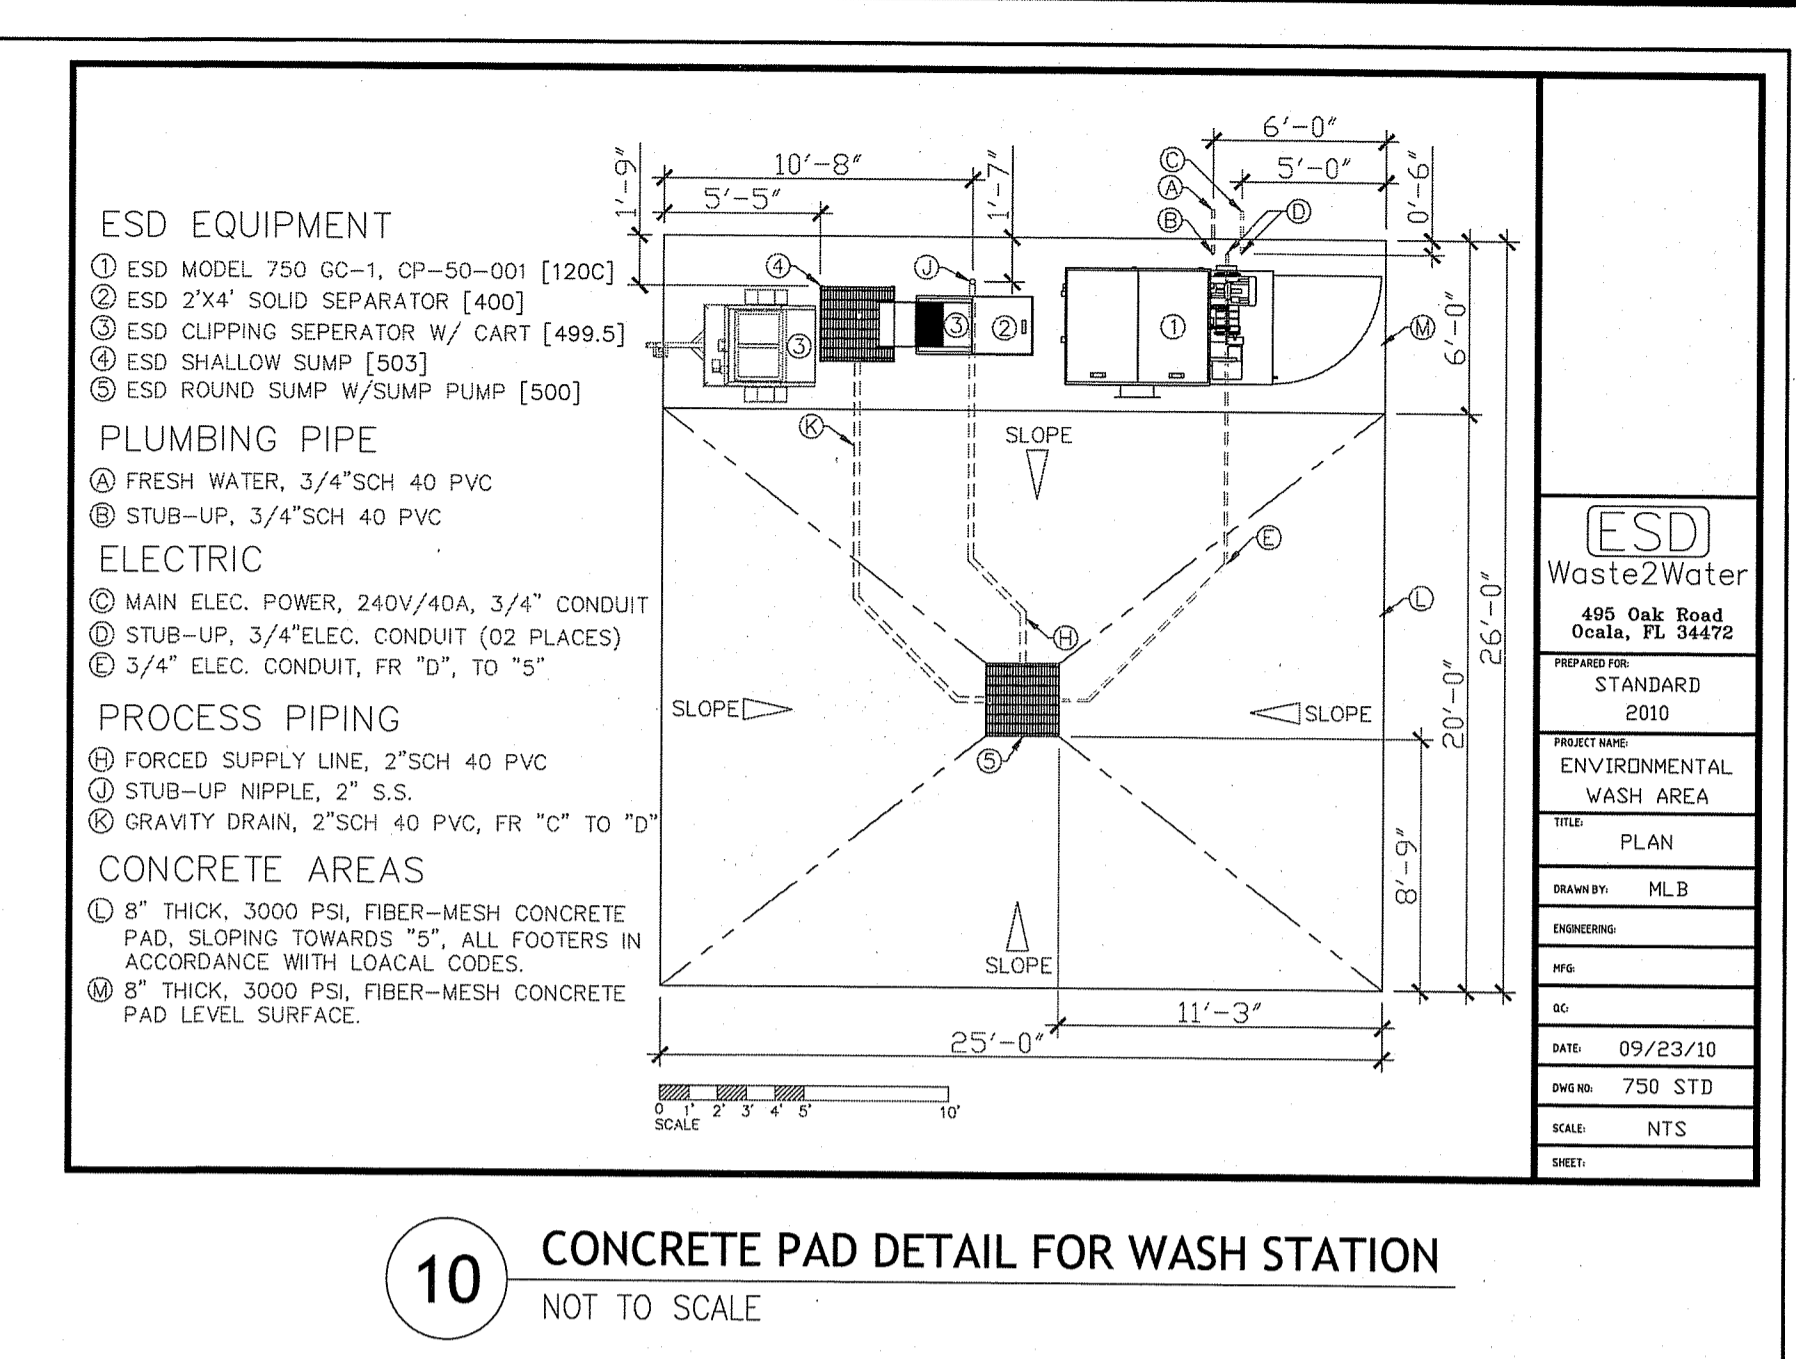 ESD EQUIPMENT
① ESD MODEL 750 GC-1, CP-50-001 [120C]
② ESD 2'X4' SOLID SEPARATOR [400]
③ ESD CLIPPING SEPERATOR W/ CART [499.5]
④ ESD SHALLOW SUMP [503]
⑤ ESD ROUND SUMP W/SUMP PUMP [500]
PLUMBING PIPE
Ⓐ FRESH WATER, 3/4"SCH 40 PVC
Ⓑ STUB-UP, 3/4"SCH 40 PVC
ELECTRIC
Ⓒ MAIN ELEC. POWER, 240V/40A, 3/4" CONDUIT
Ⓓ STUB-UP, 3/4"ELEC. CONDUIT (02 PLACES)
Ⓔ 3/4" ELEC. CONDUIT, FR "D", TO "5"
PROCESS PIPING
Ⓗ FORCED SUPPLY LINE, 2"SCH 40 PVC
Ⓙ STUB-UP NIPPLE, 2" S.S.
Ⓚ GRAVITY DRAIN, 2"SCH 40 PVC, FR "C" TO "D"
CONCRETE AREAS
Ⓛ 8" THICK, 3000 PSI, FIBER-MESH CONCRETE
PAD, SLOPING TOWARDS "5", ALL FOOTERS IN
ACCORDANCE WIITH LOACAL CODES.
Ⓜ 8" THICK, 3000 PSI, FIBER-MESH CONCRETE
PAD LEVEL SURFACE.
1'-9"
10'-8"
5'-5"
1'-7"
6'-0"
5'-0"
0'-6"
Ⓒ
Ⓐ
Ⓑ
Ⓓ
④
Ⓙ
③
③
②
①
Ⓜ
6'-0"
Ⓚ
SLOPE
Ⓔ
Ⓛ
Ⓗ
26'-0"
20'-0"
SLOPE
SLOPE
⑤
8'-9"
SLOPE
11'-3"
25'-0"
0 1' 2' 3' 4' 5' 10'
SCALE
ESD
Waste2Water
495 Oak Road
Ocala, FL 34472
PREPARED FOR:
STANDARD
2010
PROJECT NAME:
ENVIRONMENTAL
WASH AREA
TITLE:
PLAN
DRAWN BY: MLB
ENGINEERING:
MFG:
QC:
DATE: 09/23/10
DWG NO: 750 STD
SCALE: NTS
SHEET:
10
CONCRETE PAD DETAIL FOR WASH STATION
NOT TO SCALE